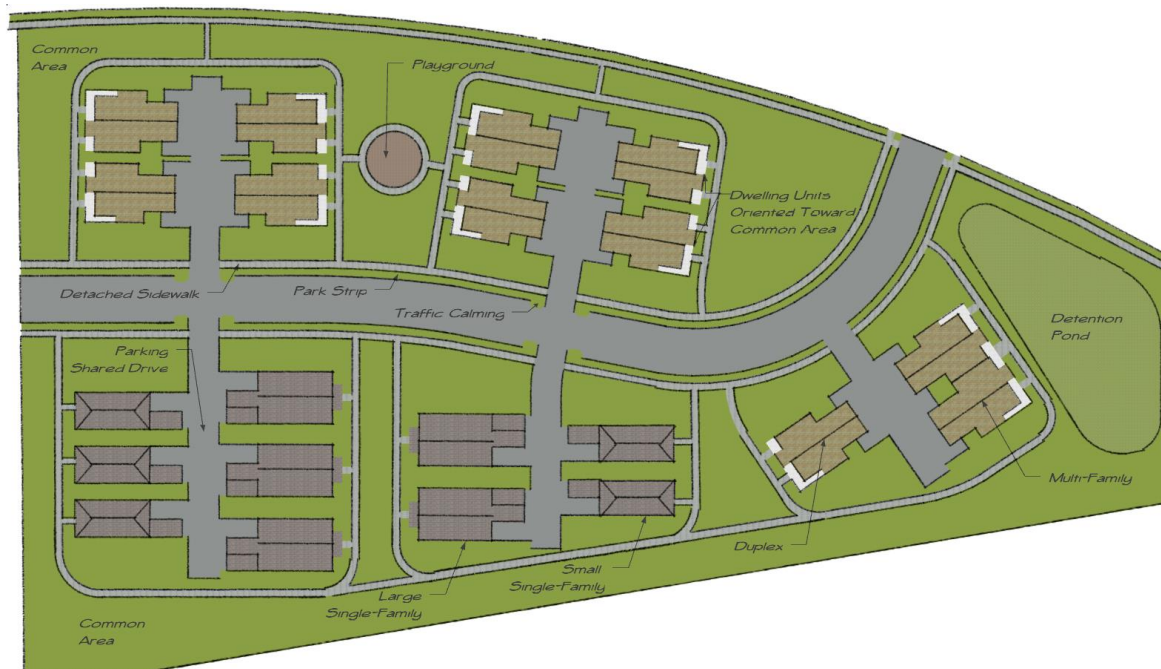 Common
Area
Playground
Dwelling Units
Oriented Toward
Common Area
Detached Sidewalk
Park Strip
Traffic Calming
Detention
Pond
Parking
Shared Drive
Multi-Family
Duplex
Small
Single-Family
Large
Single-Family
Common
Area